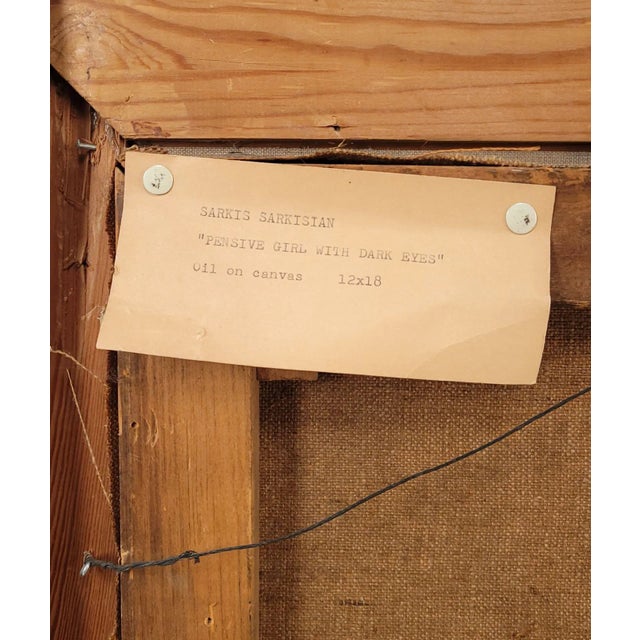 SARKIS SARKISIAN
"PENSIVE GIRL WITH DARK EYES"
Oil on canvas 12x18